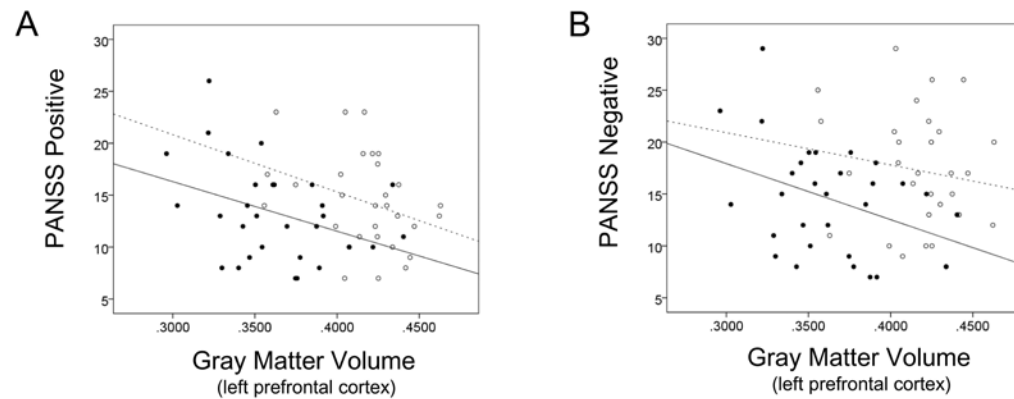 A
PANSS Positive
30
25
20
15
10
5
.3000
.3500
.4000
.4500
Gray Matter Volume
(left prefrontal cortex)
B
PANSS Negative
30
25
20
15
10
5
.3000
.3500
.4000
.4500
Gray Matter Volume
(left prefrontal cortex)